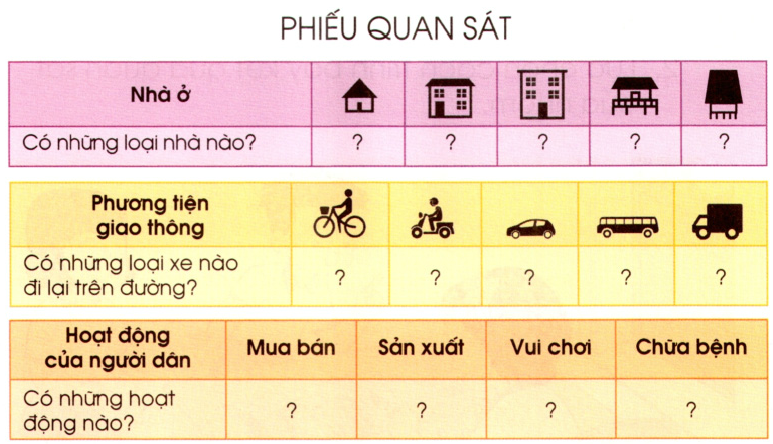 PHIẾU QUAN SÁT
Nhà ở
Có những loại nhà nào? ? ? ? ? ?
Phương tiện
giao thông
Có những loại xe nào
đi lại trên đường?
? ? ? ? ?
Hoạt động
của người dân
Mua bán Sản xuất Vui chơi Chữa bệnh
Có những hoạt
động nào?
? ? ? ?